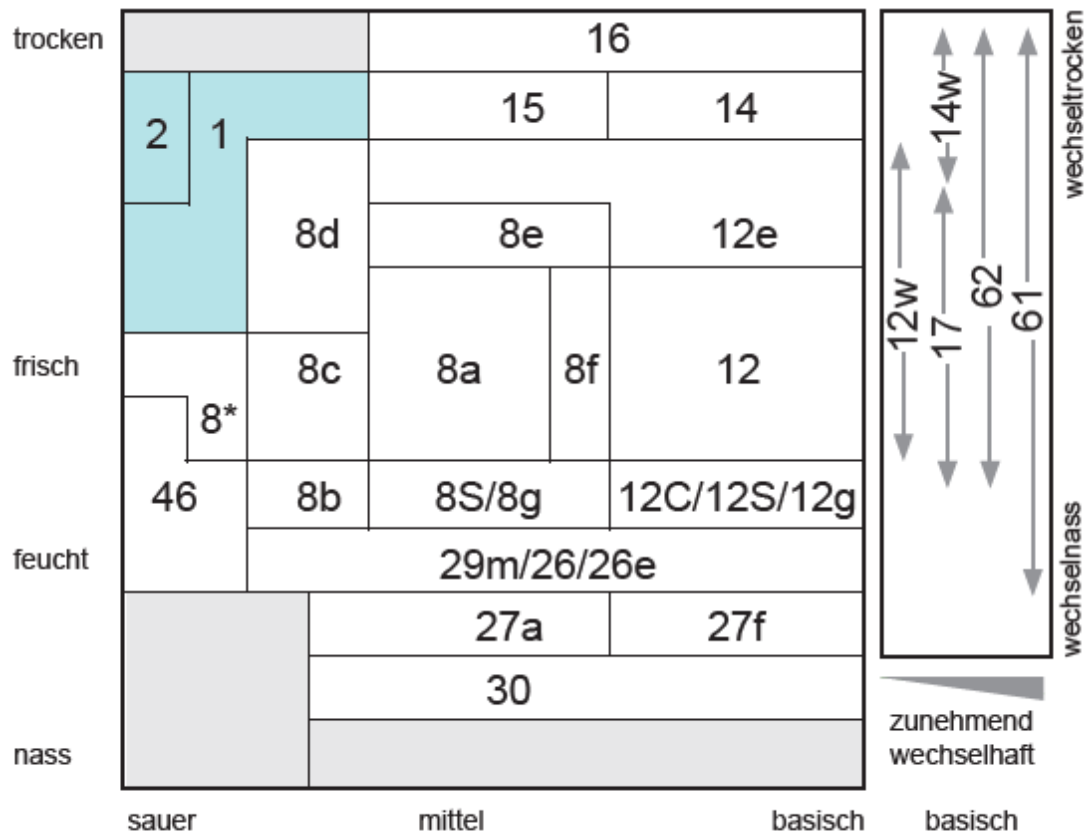 trocken
16
15
14
2
1
8d
8e
12e
frisch
8c
8a
8f
12
8*
46
8b
8S/8g
12C/12S/12g
feucht
29m/26/26e
27a
27f
30
nass
sauer
mittel
basisch
wechseltrocken
14w
12w
17
62
61
wechselnass
zunehmend
wechselhaft
basisch